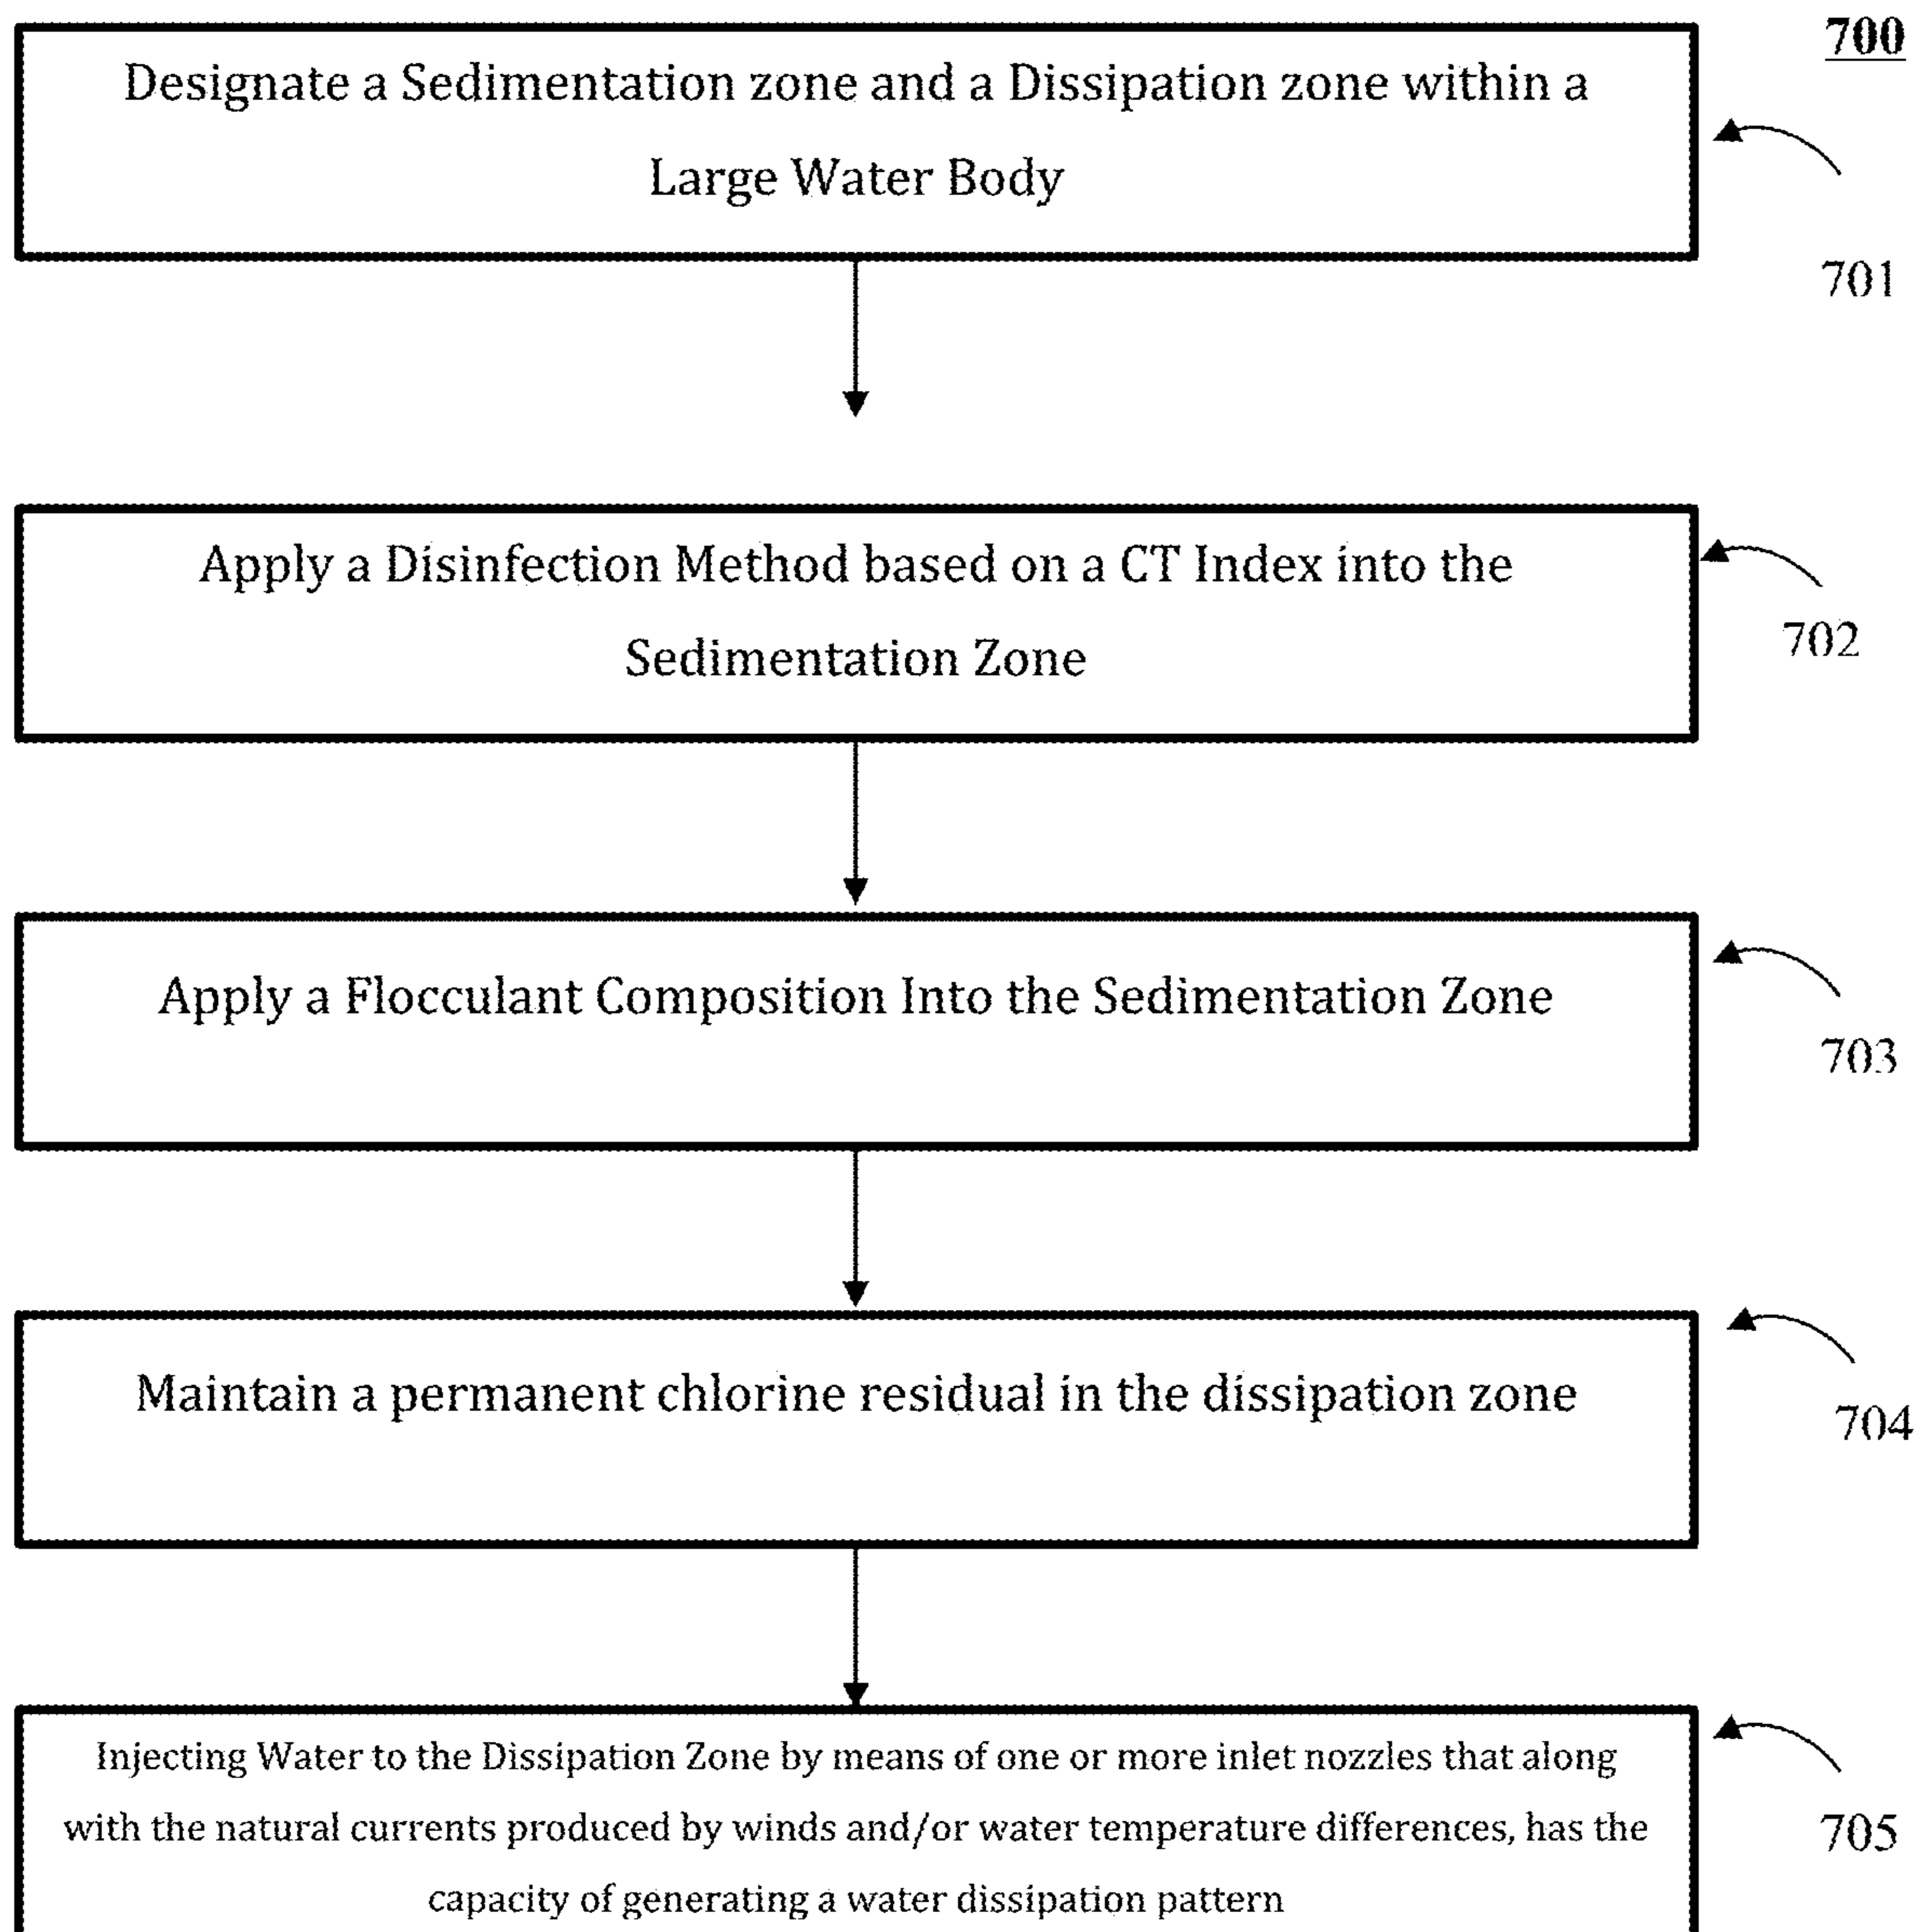 700
Designate a Sedimentation zone and a Dissipation zone within a
Large Water Body
701
Apply a Disinfection Method based on a CT Index into the
Sedimentation Zone
702
Apply a Flocculant Composition Into the Sedimentation Zone
703
Maintain a permanent chlorine residual in the dissipation zone
704
Injecting Water to the Dissipation Zone by means of one or more inlet nozzles that along
with the natural currents produced by winds and/or water temperature differences, has the
capacity of generating a water dissipation pattern
705